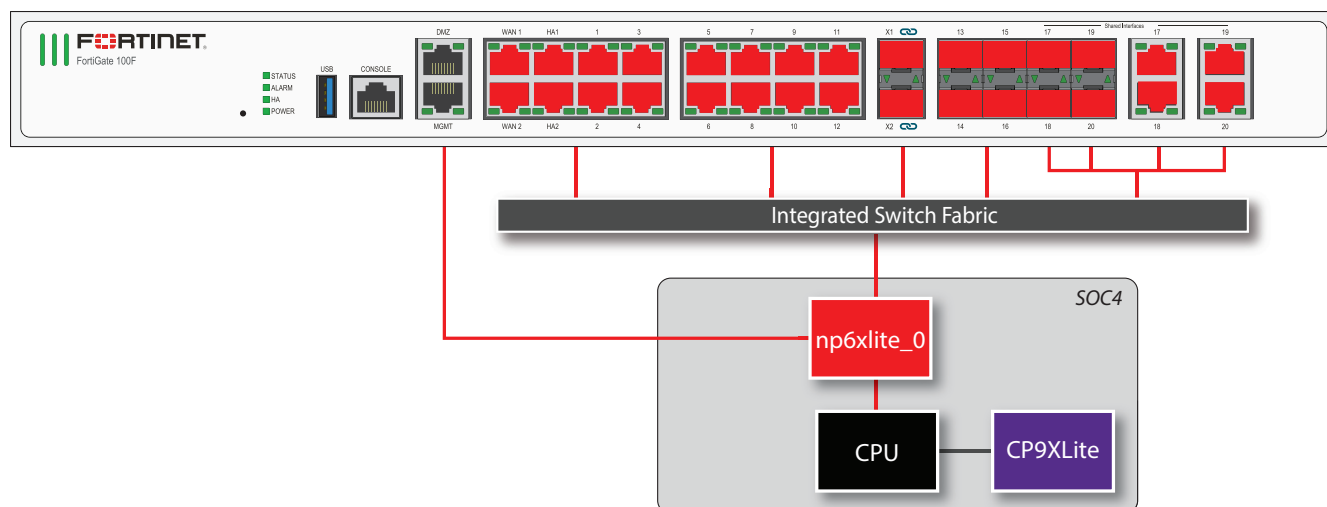 Shared Interfaces
DMZ WAN 1 HA1 1 3 5 7 9 11 X1 13 15 17 19 17 19
FORTINET
FortiGate 100F
USB CONSOLE
STATUS
ALARM
HA
POWER
MGMT WAN 2 HA2 2 4 6 8 10 12 X2 14 16 18 20 18 20
Integrated Switch Fabric
SOC4
np6xlite_0
CPU CP9XLite